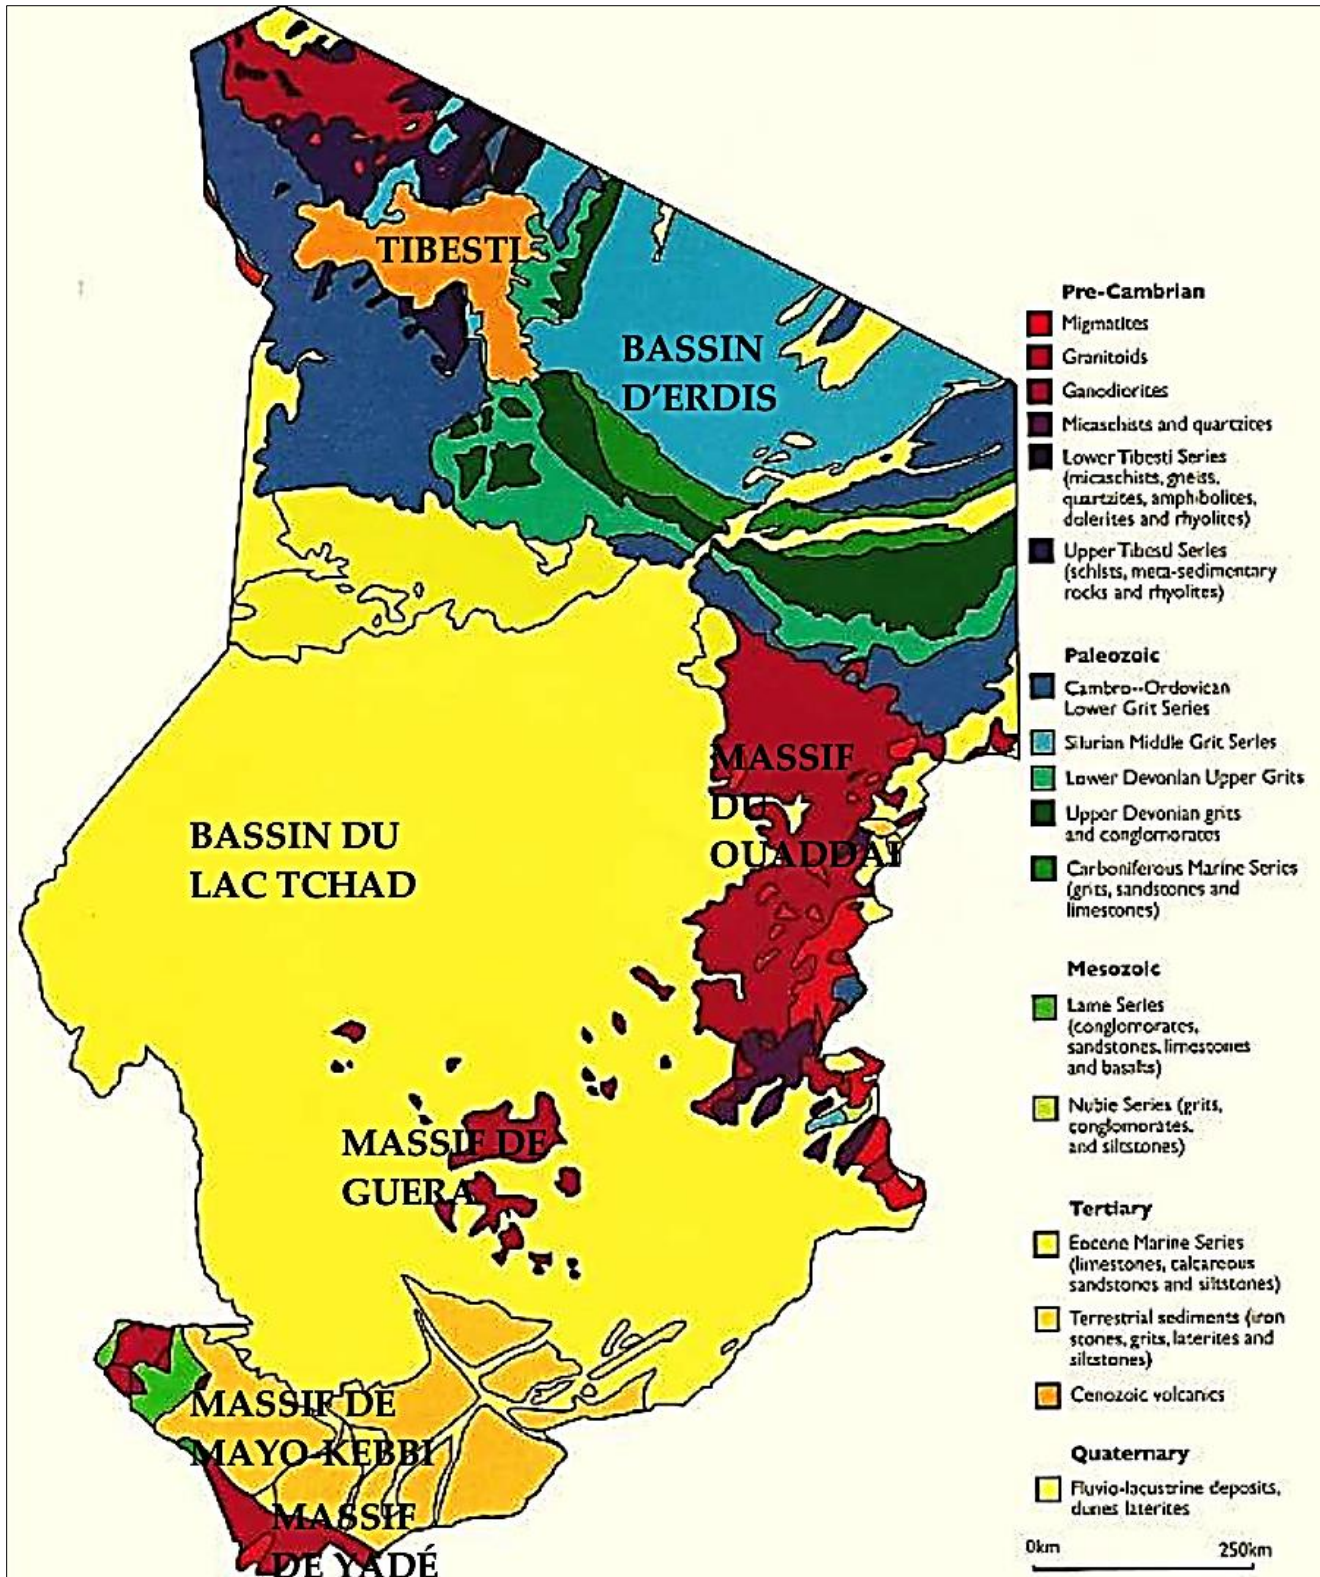 TIBESTI
BASSIN
D'ERDIS
MASSIF
DU
OUADDAI
BASSIN DU
LAC TCHAD
MASSIF DE
GUERA
MASSIF DE
MAYO-KEBBI
MASSIF
DE YADÉ
Pre-Cambrian
Migmatites
Granitoids
Ganodiorites
Micaschists and quartzites
Lower Tibesti Series
(micaschists, gneiss,
quartzites, amphibolites,
dolerites and rhyolites)
Upper Tibesti Series
(schists, meta-sedimentary
rocks and rhyolites)
Paleozoic
Cambro--Ordovican
Lower Grit Series
Silurian Middle Grit Series
Lower Devonian Upper Grits
Upper Devonian grits
and conglomorates
Carboniferous Marine Series
(grits, sandstones and
limestones)
Mesozoic
Lame Series
(conglomorates,
sandstones, limestones
and basalts)
Nubie Series (grits,
conglomorates,
and siltstones)
Tertiary
Eocene Marine Series
(limestones, calcareous
sandstones and siltstones)
Terrestrial sediments (iron
stones, grits, laterites and
siltstones)
Cenozoic volcanics
Quaternary
Fluvio-lacustrine deposits,
dunes laterites
0km 250km